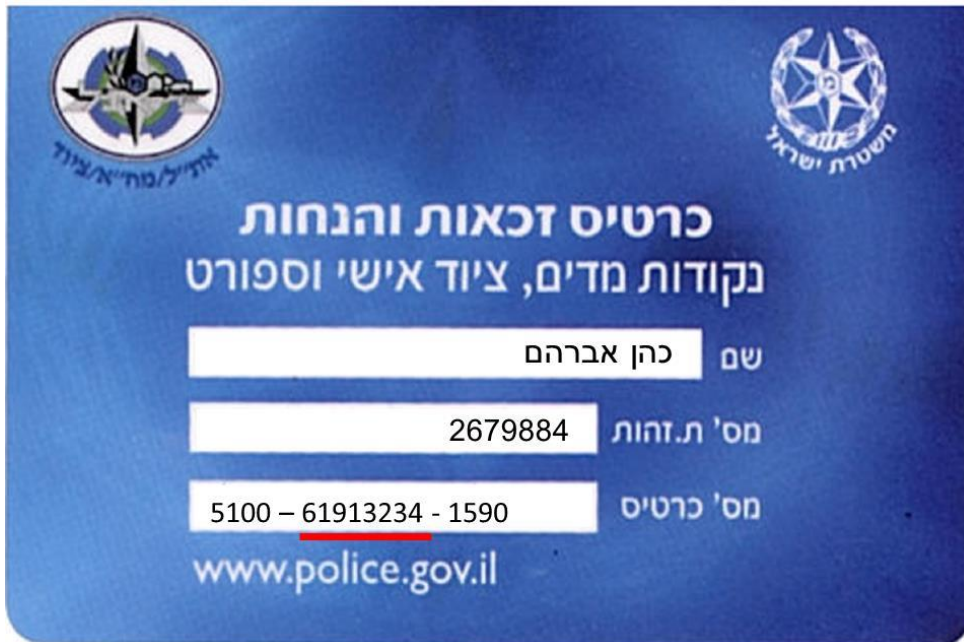 את"ל/מח"א/ציוד
משטרת ישראל
כרטיס זכאות והנחות
נקודות מדים, ציוד אישי וספורט
שם כהן אברהם
מס' ת.זהות 2679884
מס' כרטיס 5100 – 61913234 - 1590
www.police.gov.il